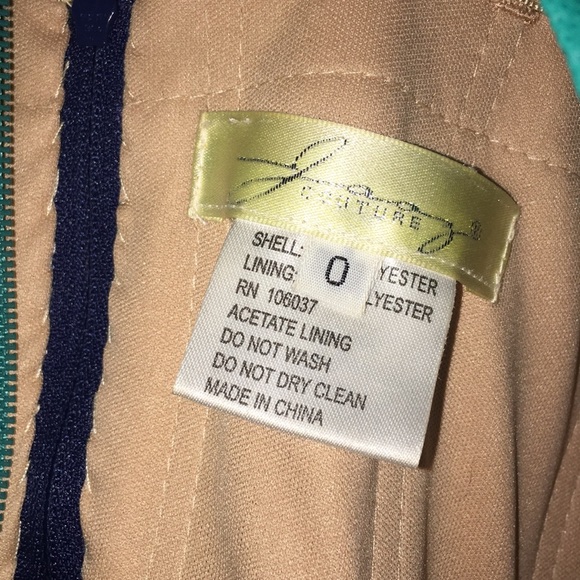 COUTURE
0
SHELL: YESTER
LINING: LYESTER
RN 106037
ACETATE LINING
DO NOT WASH
DO NOT DRY CLEAN
MADE IN CHINA